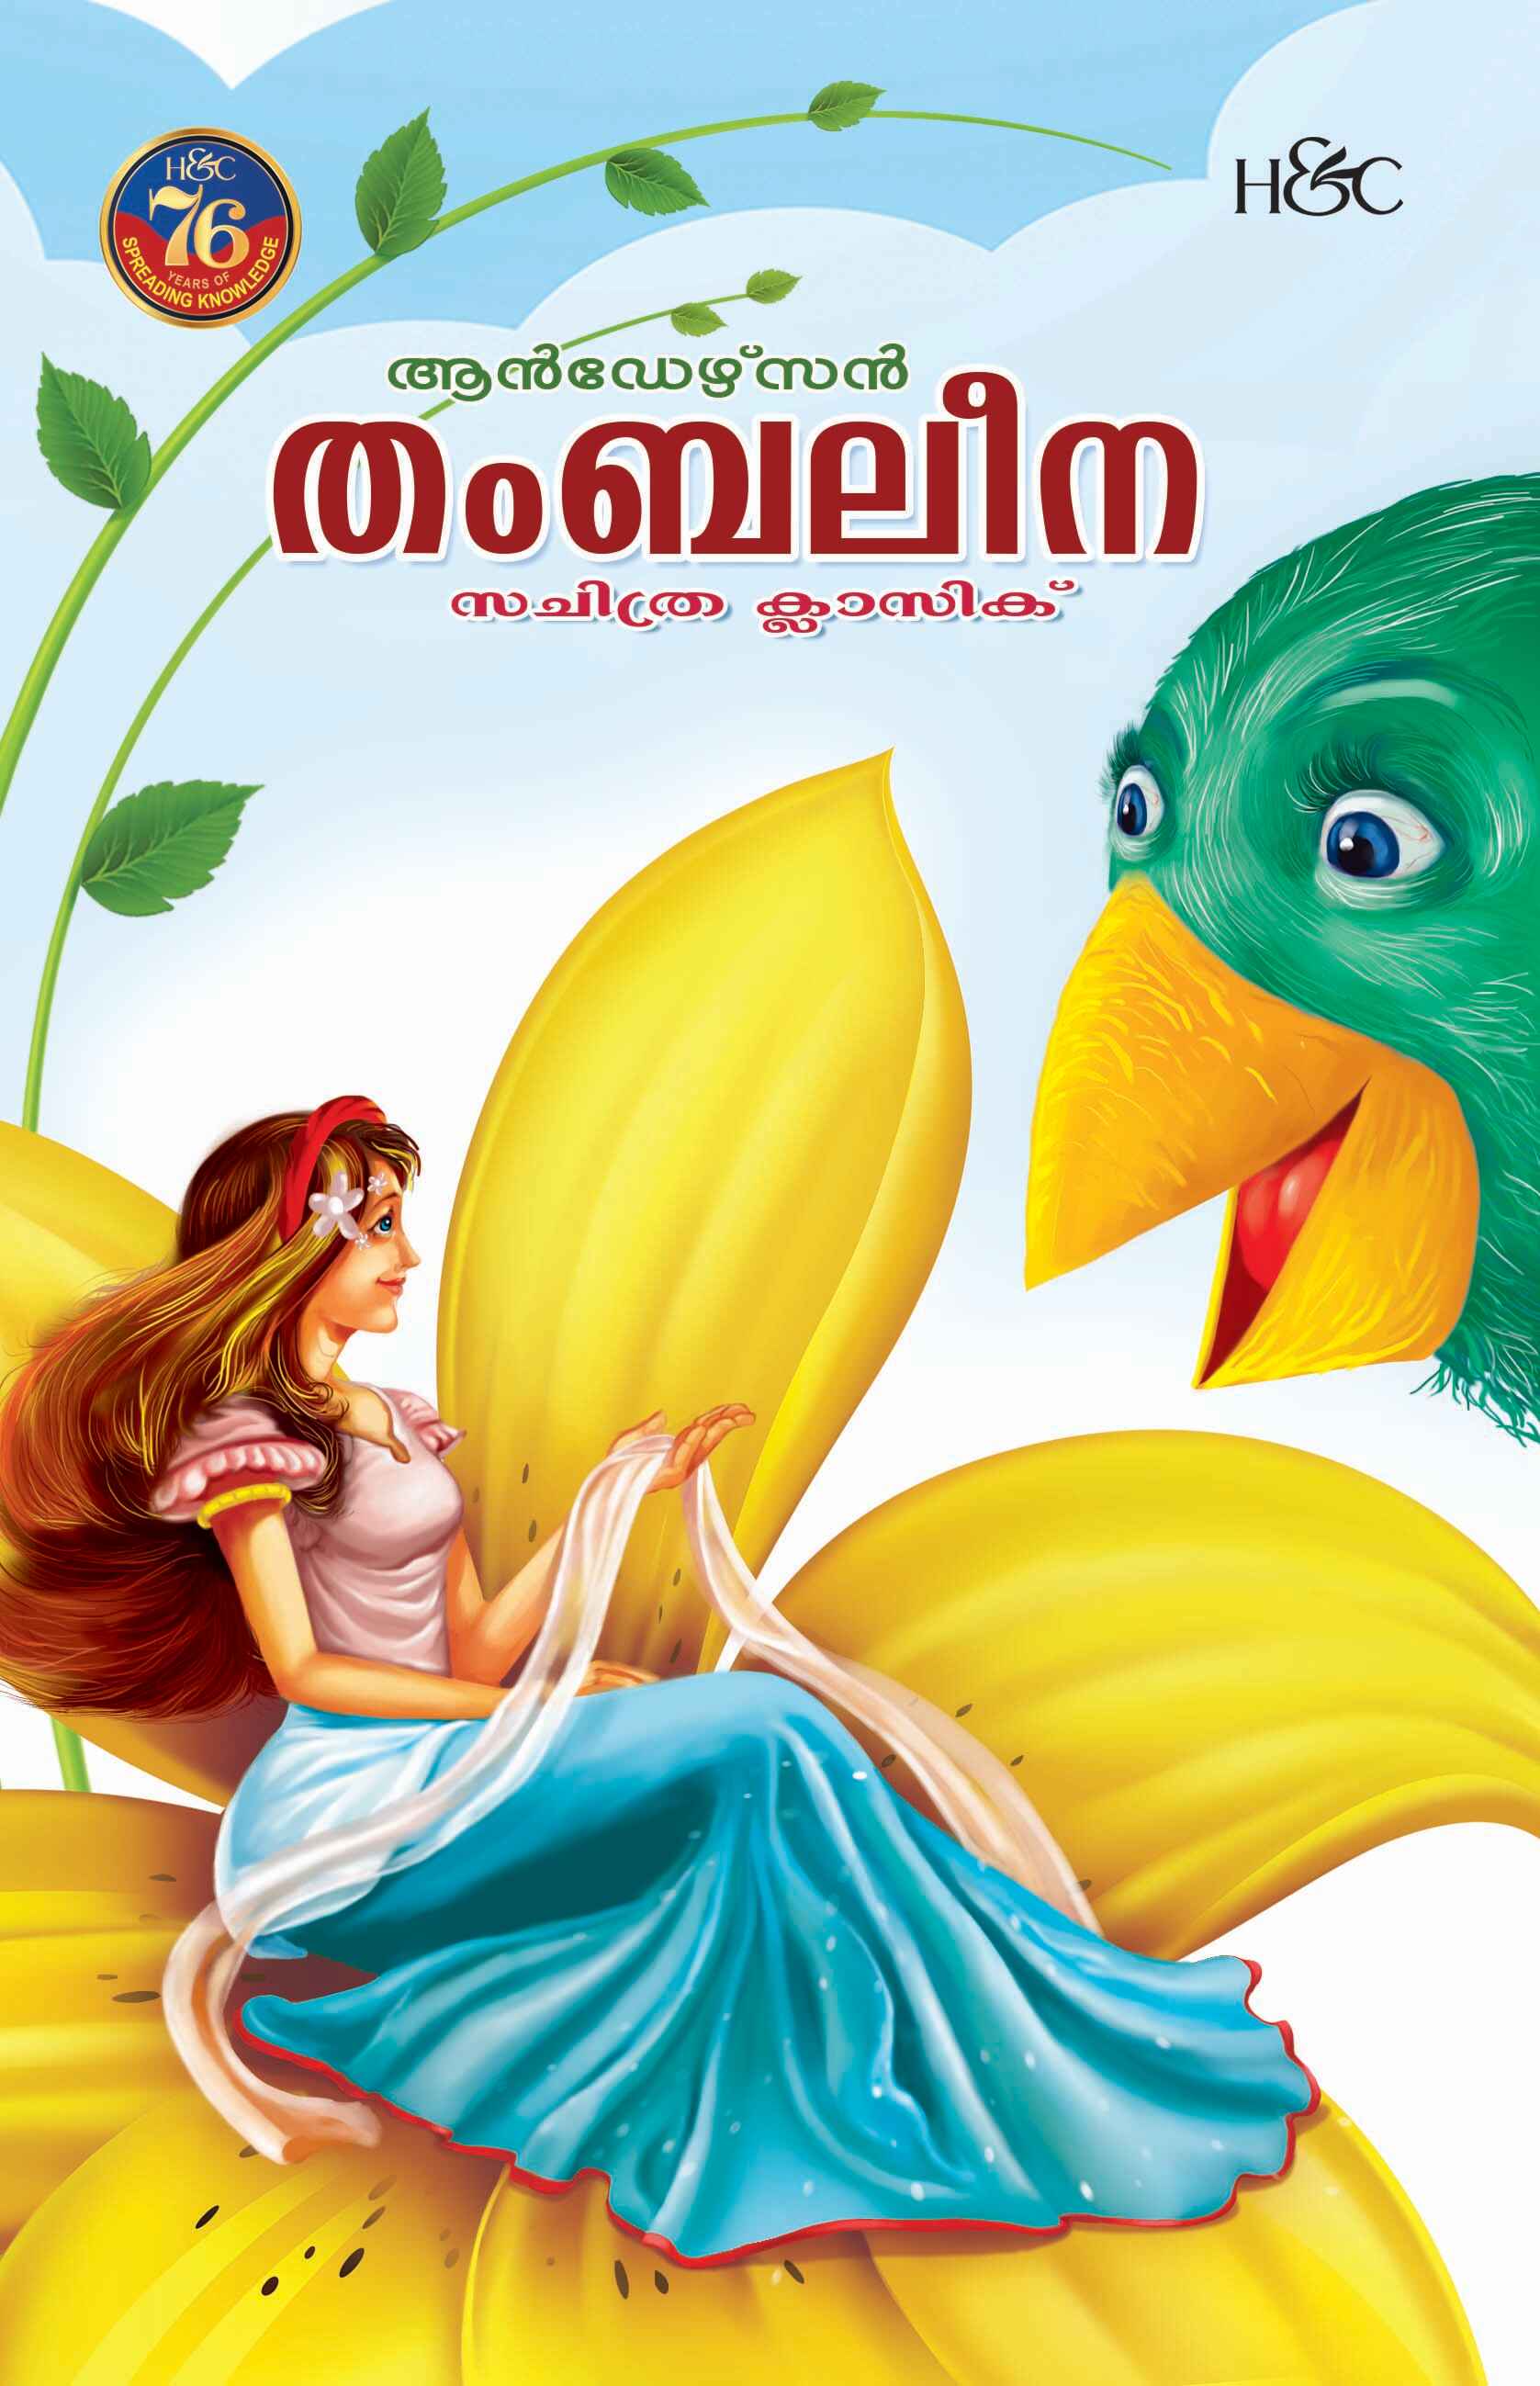 H&C
76
YEARS OF
SPREADING KNOWLEDGE
H&C
ആൻഡേഴ്സൻ
തംബലീന
സചിത്ര ക്ലാസിക്